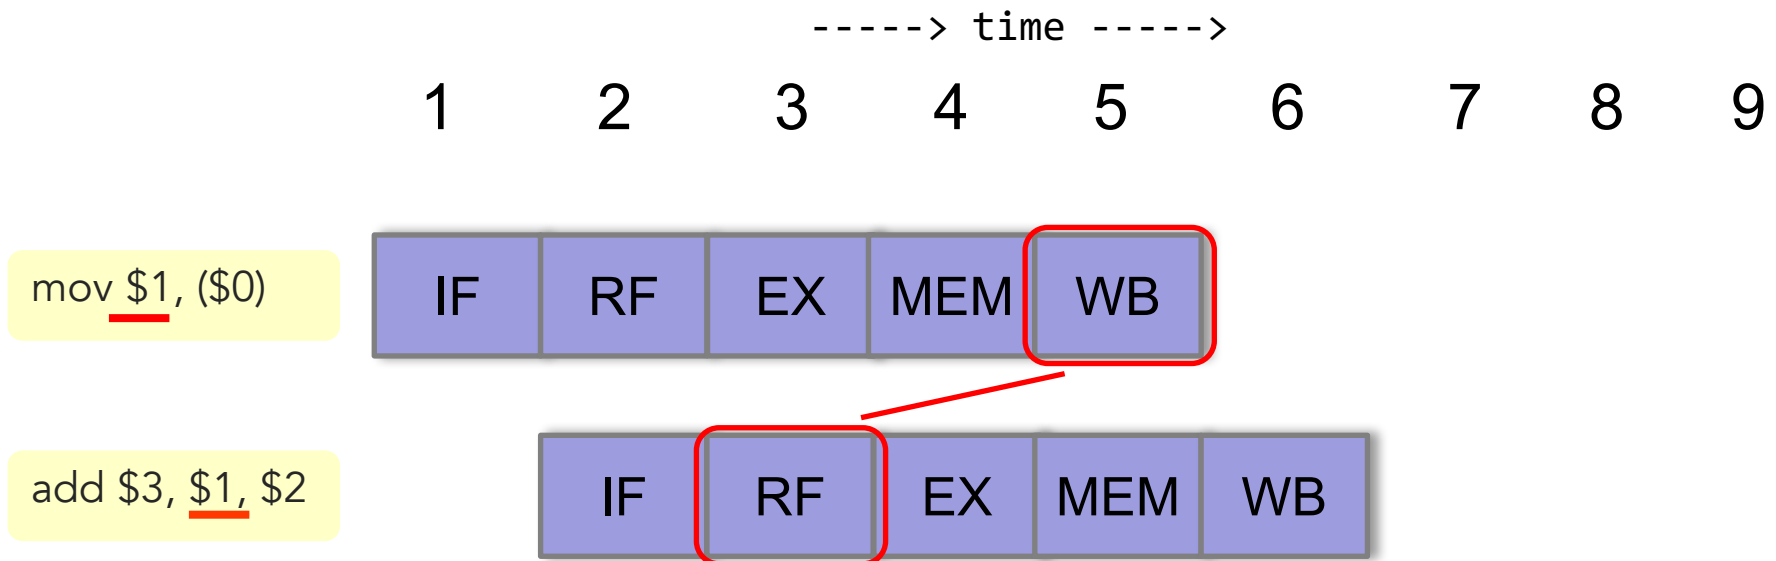 -----> time ----->
1 2 3 4 5 6 7 8 9
mov $1, ($0) IF RF EX MEM WB
add $3, $1, $2 IF RF EX MEM WB